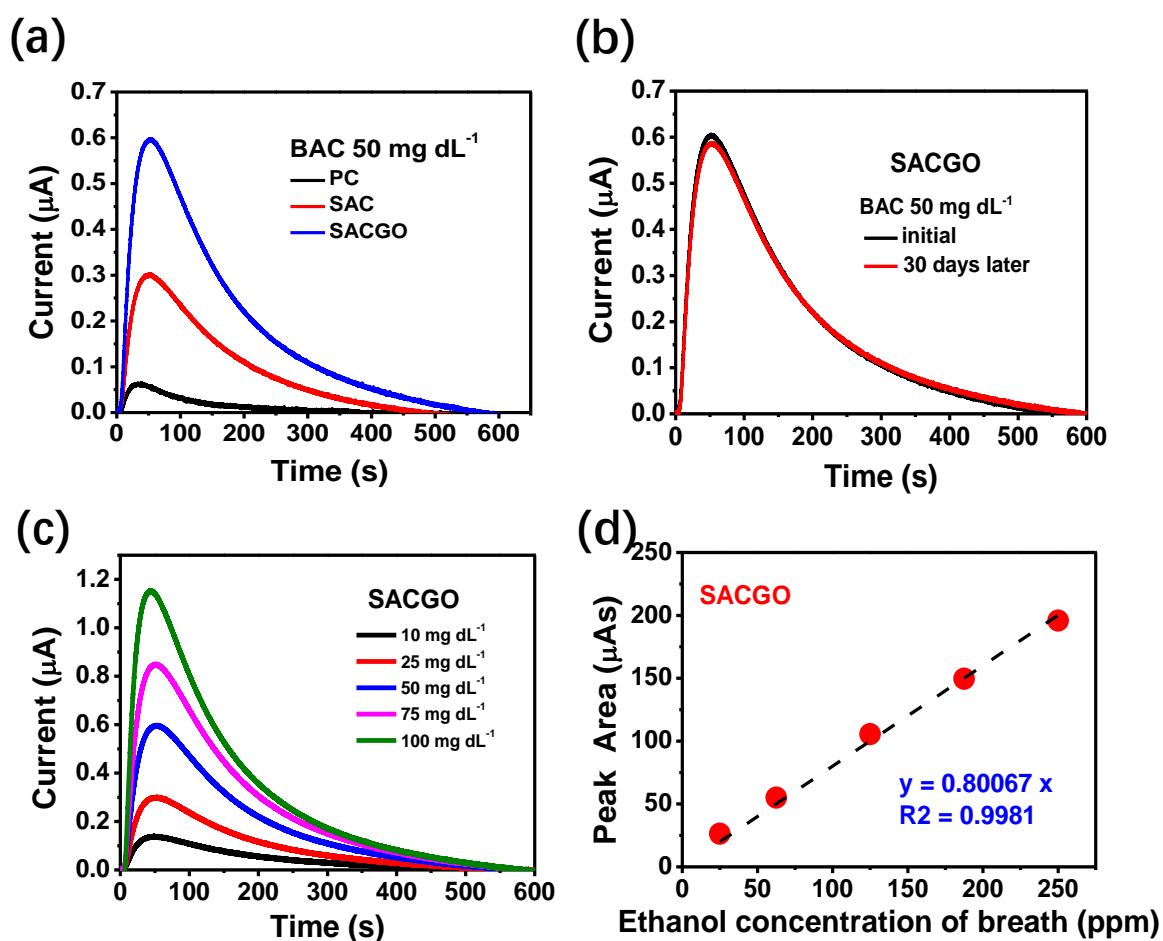 (a)
0.7
0.6
0.5
0.4
0.3
0.2
0.1
0.0
Current (μA)
BAC 50 mg dL⁻¹
PC
SAC
SACGO
0 100 200 300 400 500 600
Time (s)
(b)
0.7
0.6
0.5
0.4
0.3
0.2
0.1
0.0
Current (μA)
SACGO
BAC 50 mg dL⁻¹
initial
30 days later
0 100 200 300 400 500 600
Time (s)
(c)
1.2
1.0
0.8
0.6
0.4
0.2
0.0
Current (μA)
SACGO
10 mg dL⁻¹
25 mg dL⁻¹
50 mg dL⁻¹
75 mg dL⁻¹
100 mg dL⁻¹
0 100 200 300 400 500 600
Time (s)
(d)
250
200
150
100
50
0
Peak Area (μAs)
SACGO
y = 0.80067 x
R2 = 0.9981
0 50 100 150 200 250
Ethanol concentration of breath (ppm)